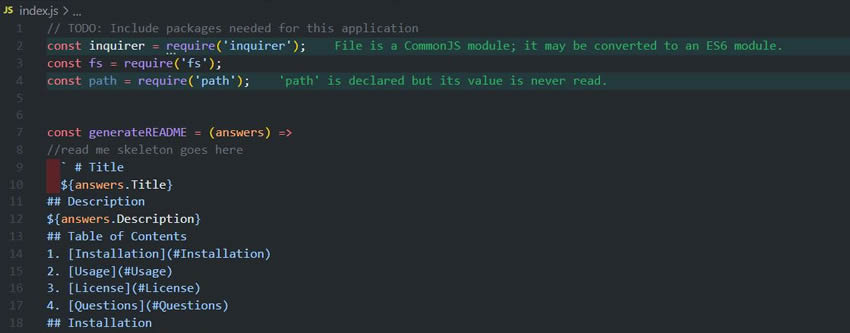 JS index.js > ...
1 // TODO: Include packages needed for this application
2 const inquirer = require('inquirer'); File is a CommonJS module; it may be converted to an ES6 module.
3 const fs = require('fs');
4 const path = require('path'); 'path' is declared but its value is never read.
5
6
7 const generateREADME = (answers) =>
8 //read me skeleton goes here
9 ` # Title
10 ${answers.Title}
11 ## Description
12 ${answers.Description}
13 ## Table of Contents
14 1. [Installation](#Installation)
15 2. [Usage](#Usage)
16 3. [License](#License)
17 4. [Questions](#Questions)
18 ## Installation